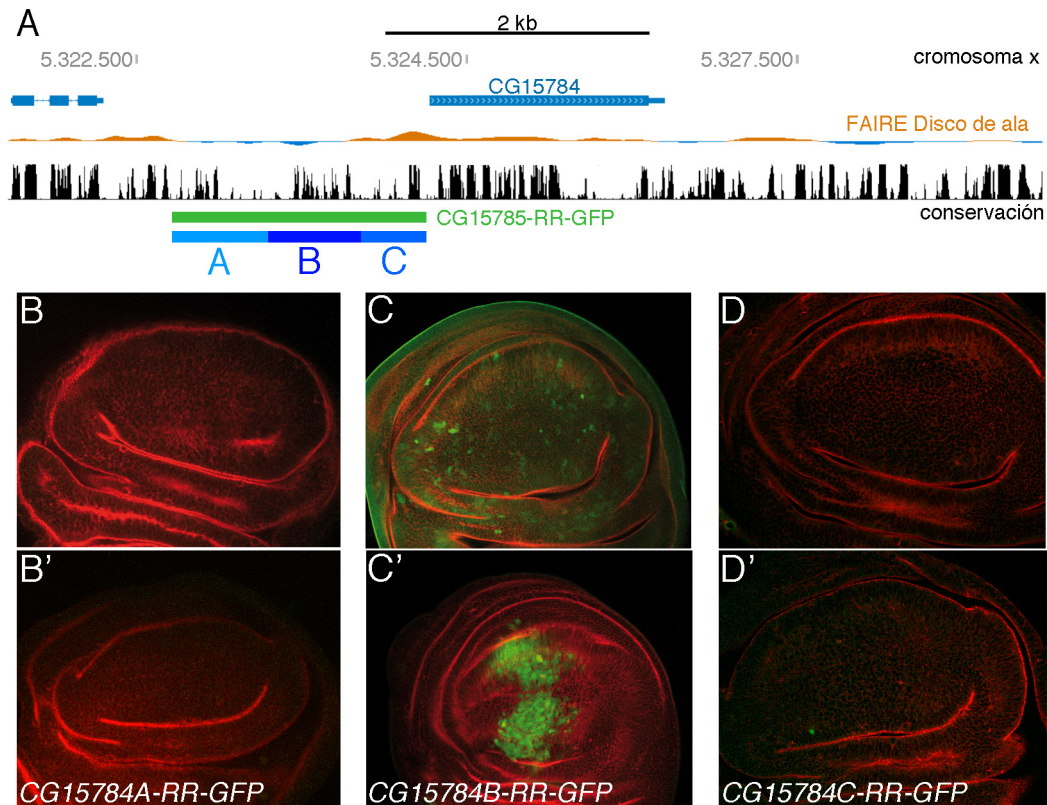 A
2 kb
5.322.500
5.324.500
5.327.500
cromosoma x
CG15784
FAIRE Disco de ala
conservación
CG15785-RR-GFP
A
B
C
B
C
D
B'
C'
D'
CG15784A-RR-GFP
CG15784B-RR-GFP
CG15784C-RR-GFP